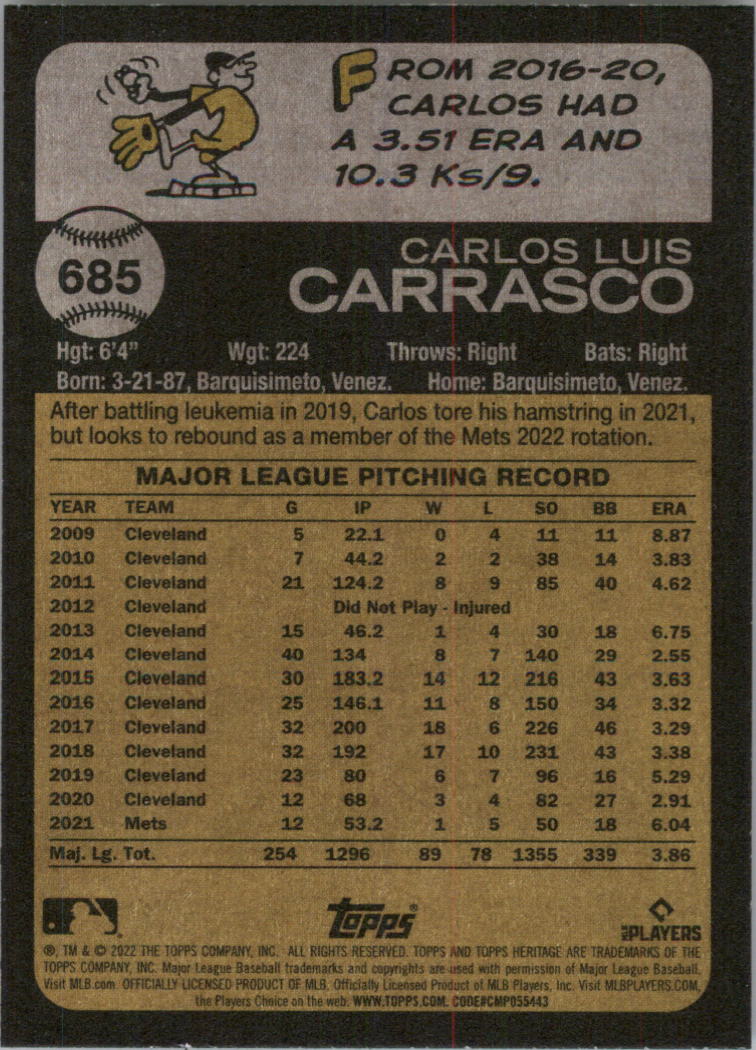 FROM 2016-20,
CARLOS HAD
A 3.51 ERA AND
10.3 Ks/9.
685
CARLOS LUIS
CARRASCO
Hgt: 6'4" Wgt: 224 Throws: Right Bats: Right
Born: 3-21-87, Barquisimeto, Venez. Home: Barquisimeto, Venez.
After battling leukemia in 2019, Carlos tore his hamstring in 2021,
but looks to rebound as a member of the Mets 2022 rotation.
MAJOR LEAGUE PITCHING RECORD
YEAR TEAM G IP W L SO BB ERA
2009 Cleveland 5 22.1 0 4 11 11 8.87
2010 Cleveland 7 44.2 2 2 38 14 3.83
2011 Cleveland 21 124.2 8 9 85 40 4.62
2012 Cleveland Did Not Play - Injured
2013 Cleveland 15 46.2 1 4 30 18 6.75
2014 Cleveland 40 134 8 7 140 29 2.55
2015 Cleveland 30 183.2 14 12 216 43 3.63
2016 Cleveland 25 146.1 11 8 150 34 3.32
2017 Cleveland 32 200 18 6 226 46 3.29
2018 Cleveland 32 192 17 10 231 43 3.38
2019 Cleveland 23 80 6 7 96 16 5.29
2020 Cleveland 12 68 3 4 82 27 2.91
2021 Mets 12 53.2 1 5 50 18 6.04
Maj. Lg. Tot. 254 1296 89 78 1355 339 3.86
Topps® PLAYERS
®, TM & © 2022 THE TOPPS COMPANY, INC. ALL RIGHTS RESERVED. TOPPS AND TOPPS HERITAGE ARE TRADEMARKS OF THE
TOPPS COMPANY, INC. Major League Baseball trademarks and copyrights are used with permission of Major League Baseball.
Visit MLB.com. OFFICIALLY LICENSED PRODUCT OF MLB. Officially Licensed Product of MLB Players, Inc. Visit MLBPLAYERS.COM,
the Players Choice on the web. WWW.TOPPS.COM. CODE#CMP055443